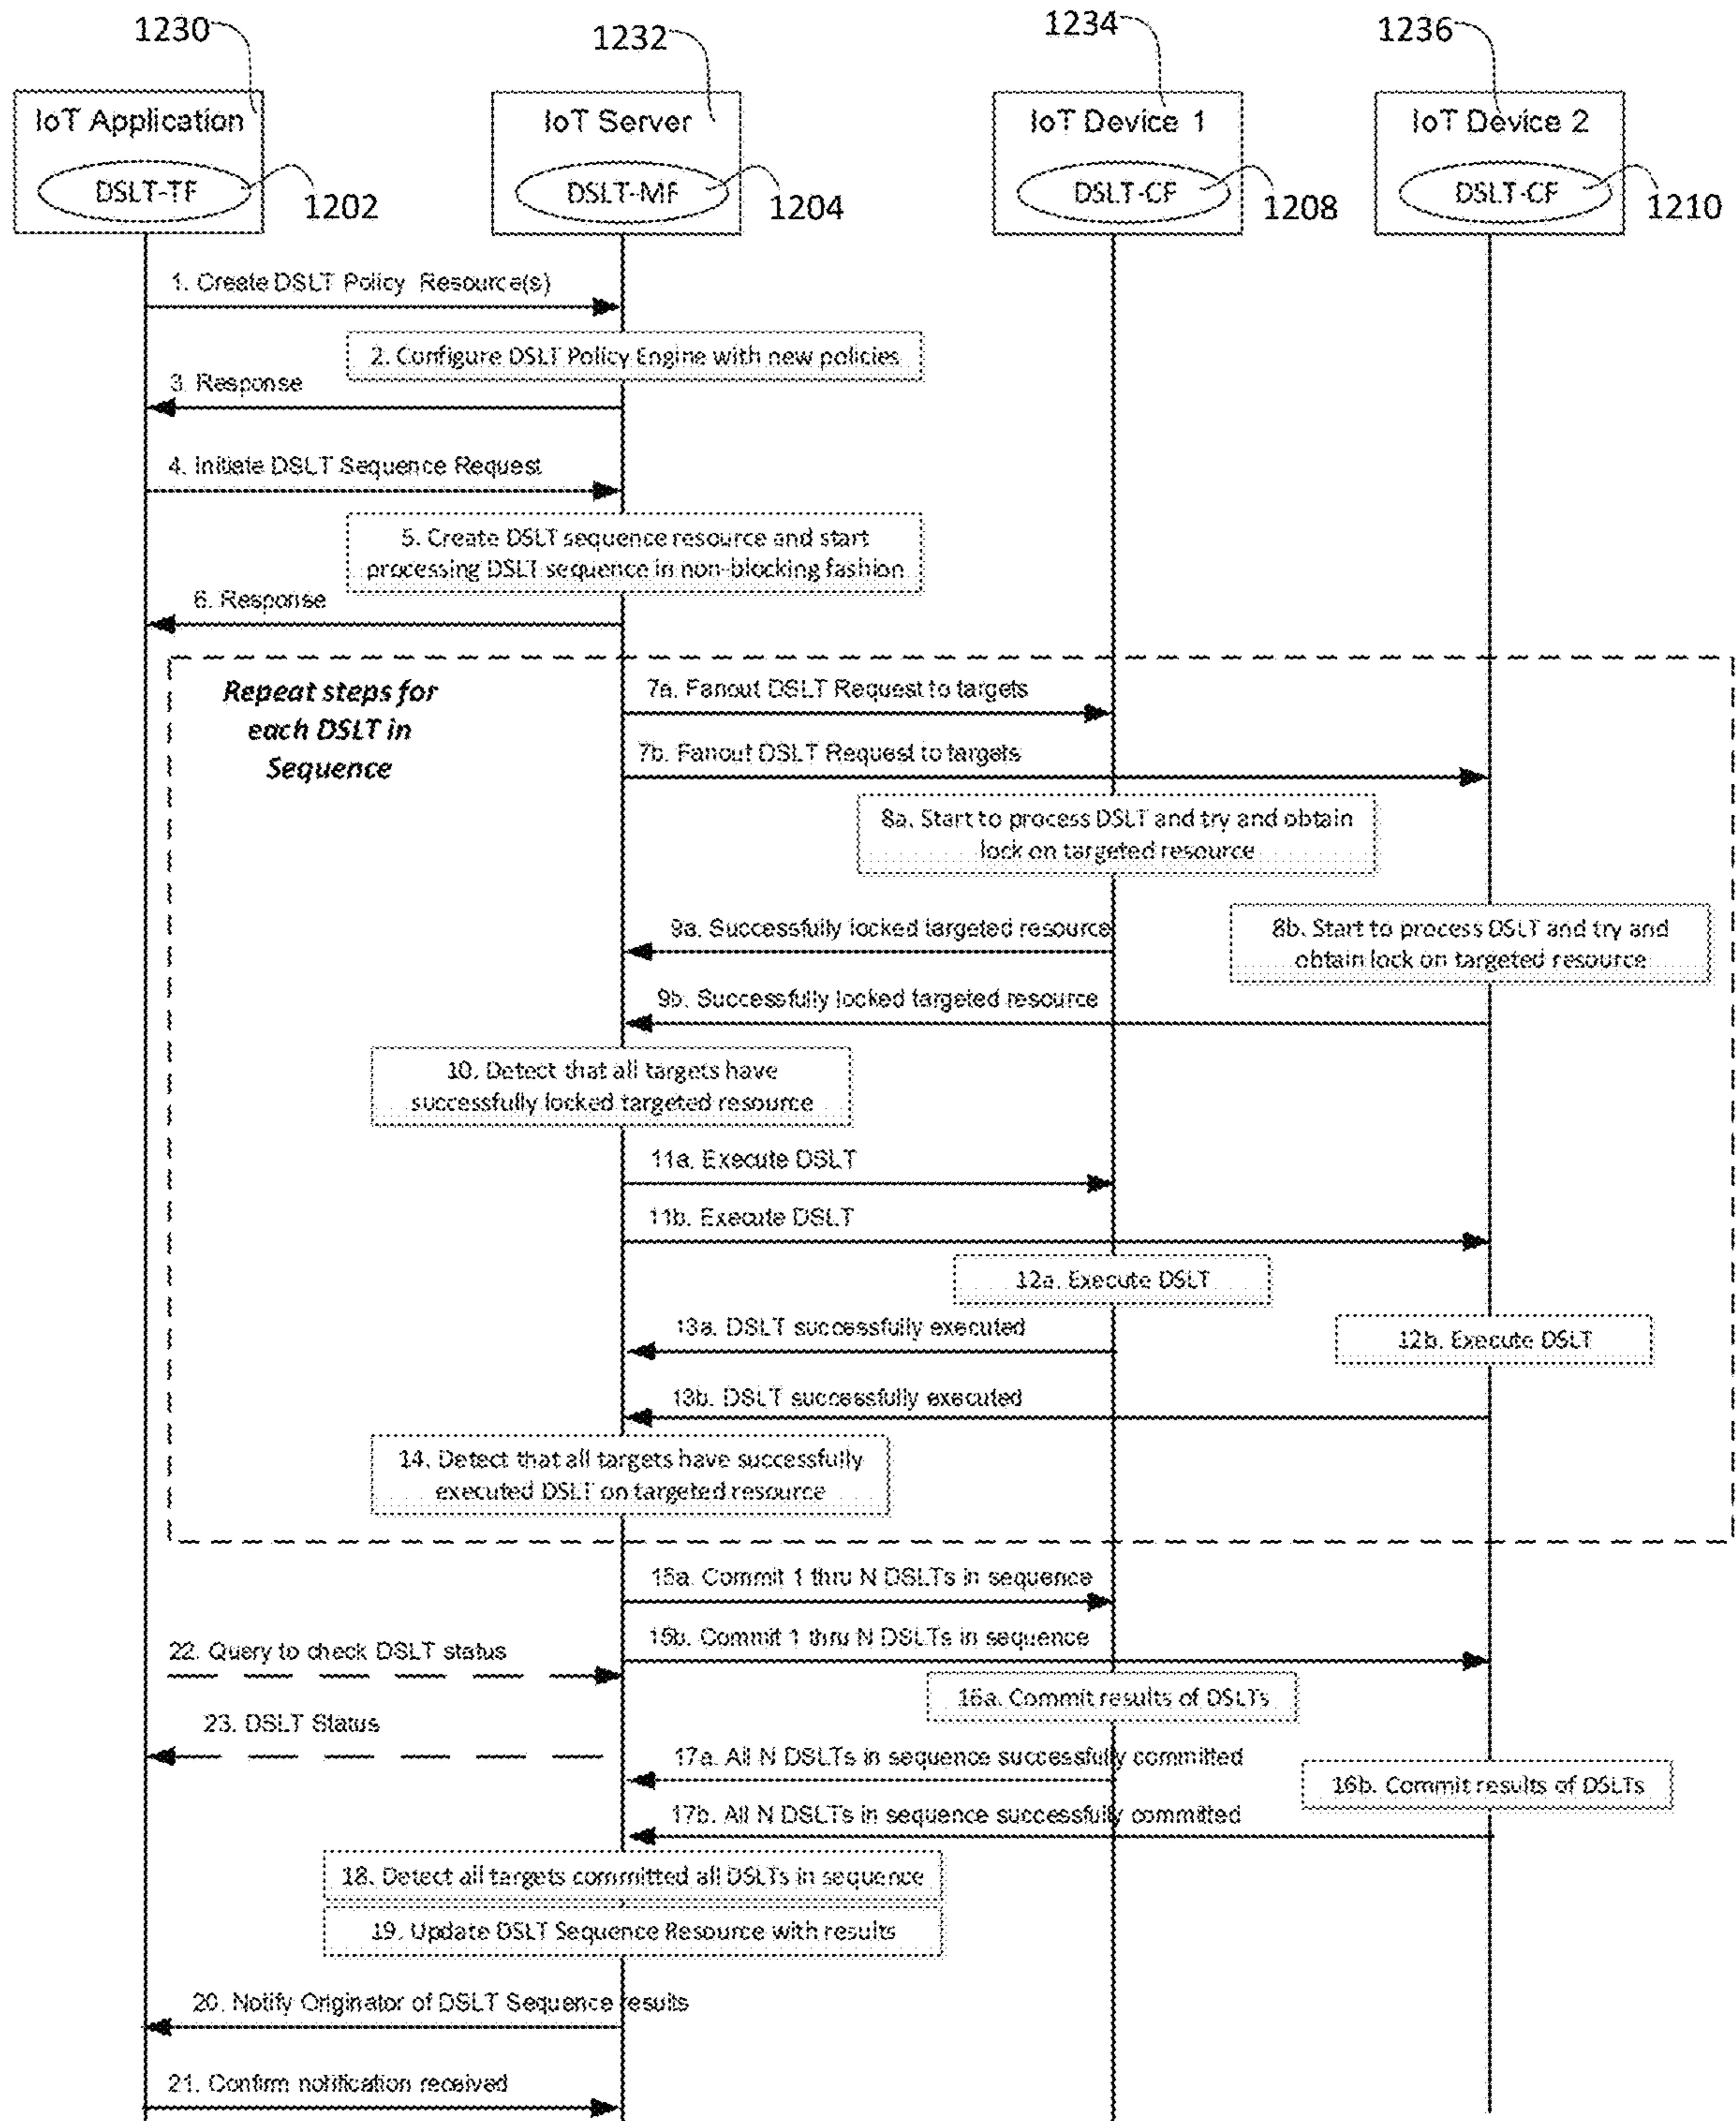 1230
1232
1234
1236
IoT Application
IoT Server
IoT Device 1
IoT Device 2
DSLT-TF
DSLT-MF
DSLT-CF
DSLT-CF
1202
1204
1208
1210
1. Create DSLT Policy Resource(s)
2. Configure DSLT Policy Engine with new policies
3. Response
4. Initiate DSLT Sequence Request
5. Create DSLT sequence resource and start
processing DSLT sequence in non-blocking fashion
6. Response
Repeat steps for
each DSLT in
Sequence
7a. Fanout DSLT Request to targets
7b. Fanout DSLT Request to targets
8a. Start to process DSLT and try and obtain
lock on targeted resource
9a. Successfully locked targeted resource
8b. Start to process DSLT and try and
obtain lock on targeted resource
9b. Successfully locked targeted resource
10. Detect that all targets have
successfully locked targeted resource
11a. Execute DSLT
11b. Execute DSLT
12a. Execute DSLT
13a. DSLT successfully executed
12b. Execute DSLT
13b. DSLT successfully executed
14. Detect that all targets have successfully
executed DSLT on targeted resource
15a. Commit 1 thru N DSLTs in sequence
15b. Commit 1 thru N DSLTs in sequence
22. Query to check DSLT status
16a. Commit results of DSLTs
23. DSLT Status
17a. All N DSLTs in sequence successfully committed
16b. Commit results of DSLTs
17b. All N DSLTs in sequence successfully committed
18. Detect all targets committed all DSLTs in sequence
19. Update DSLT Sequence Resource with results
20. Notify Originator of DSLT Sequence results
21. Confirm notification received